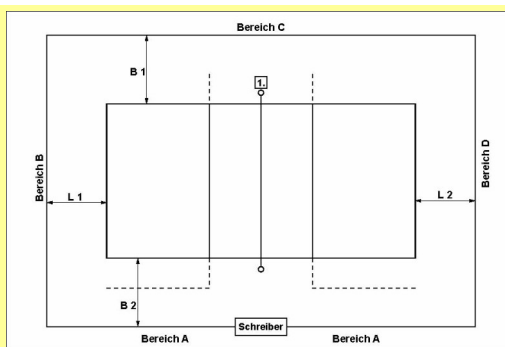 Bereich C
B 1
1.
Bereich B
Bereich D
L 1
L 2
B 2
Schreiber
Bereich A
Bereich A